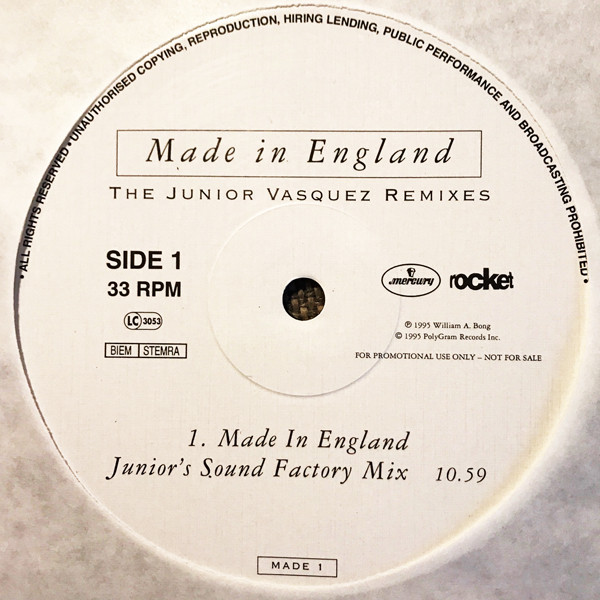 • ALL RIGHTS RESERVED • UNAUTHORISED COPYING, REPRODUCTION, HIRING LENDING, PUBLIC PERFORMANCE AND BROADCASTING PROHIBITED •
Made in England
THE JUNIOR VASQUEZ REMIXES
SIDE 1
33 RPM
LC 3053
BIEM STEMRA
mercury rocket
℗ 1995 William A. Bong
© 1995 PolyGram Records Inc.
FOR PROMOTIONAL USE ONLY – NOT FOR SALE
1. Made In England
Junior's Sound Factory Mix 10.59
MADE 1